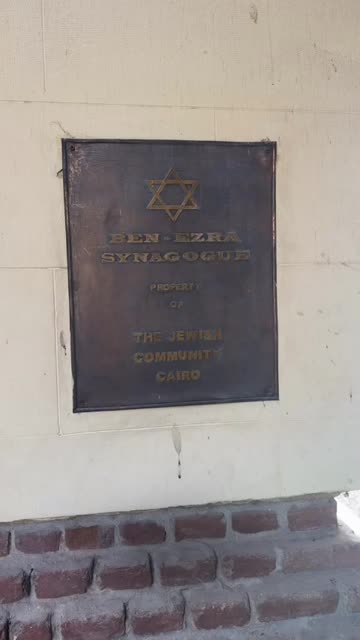 BEN-EZRA
SYNAGOGUE
PROPERTY
OF
THE JEWISH
COMMUNITY
CAIRO